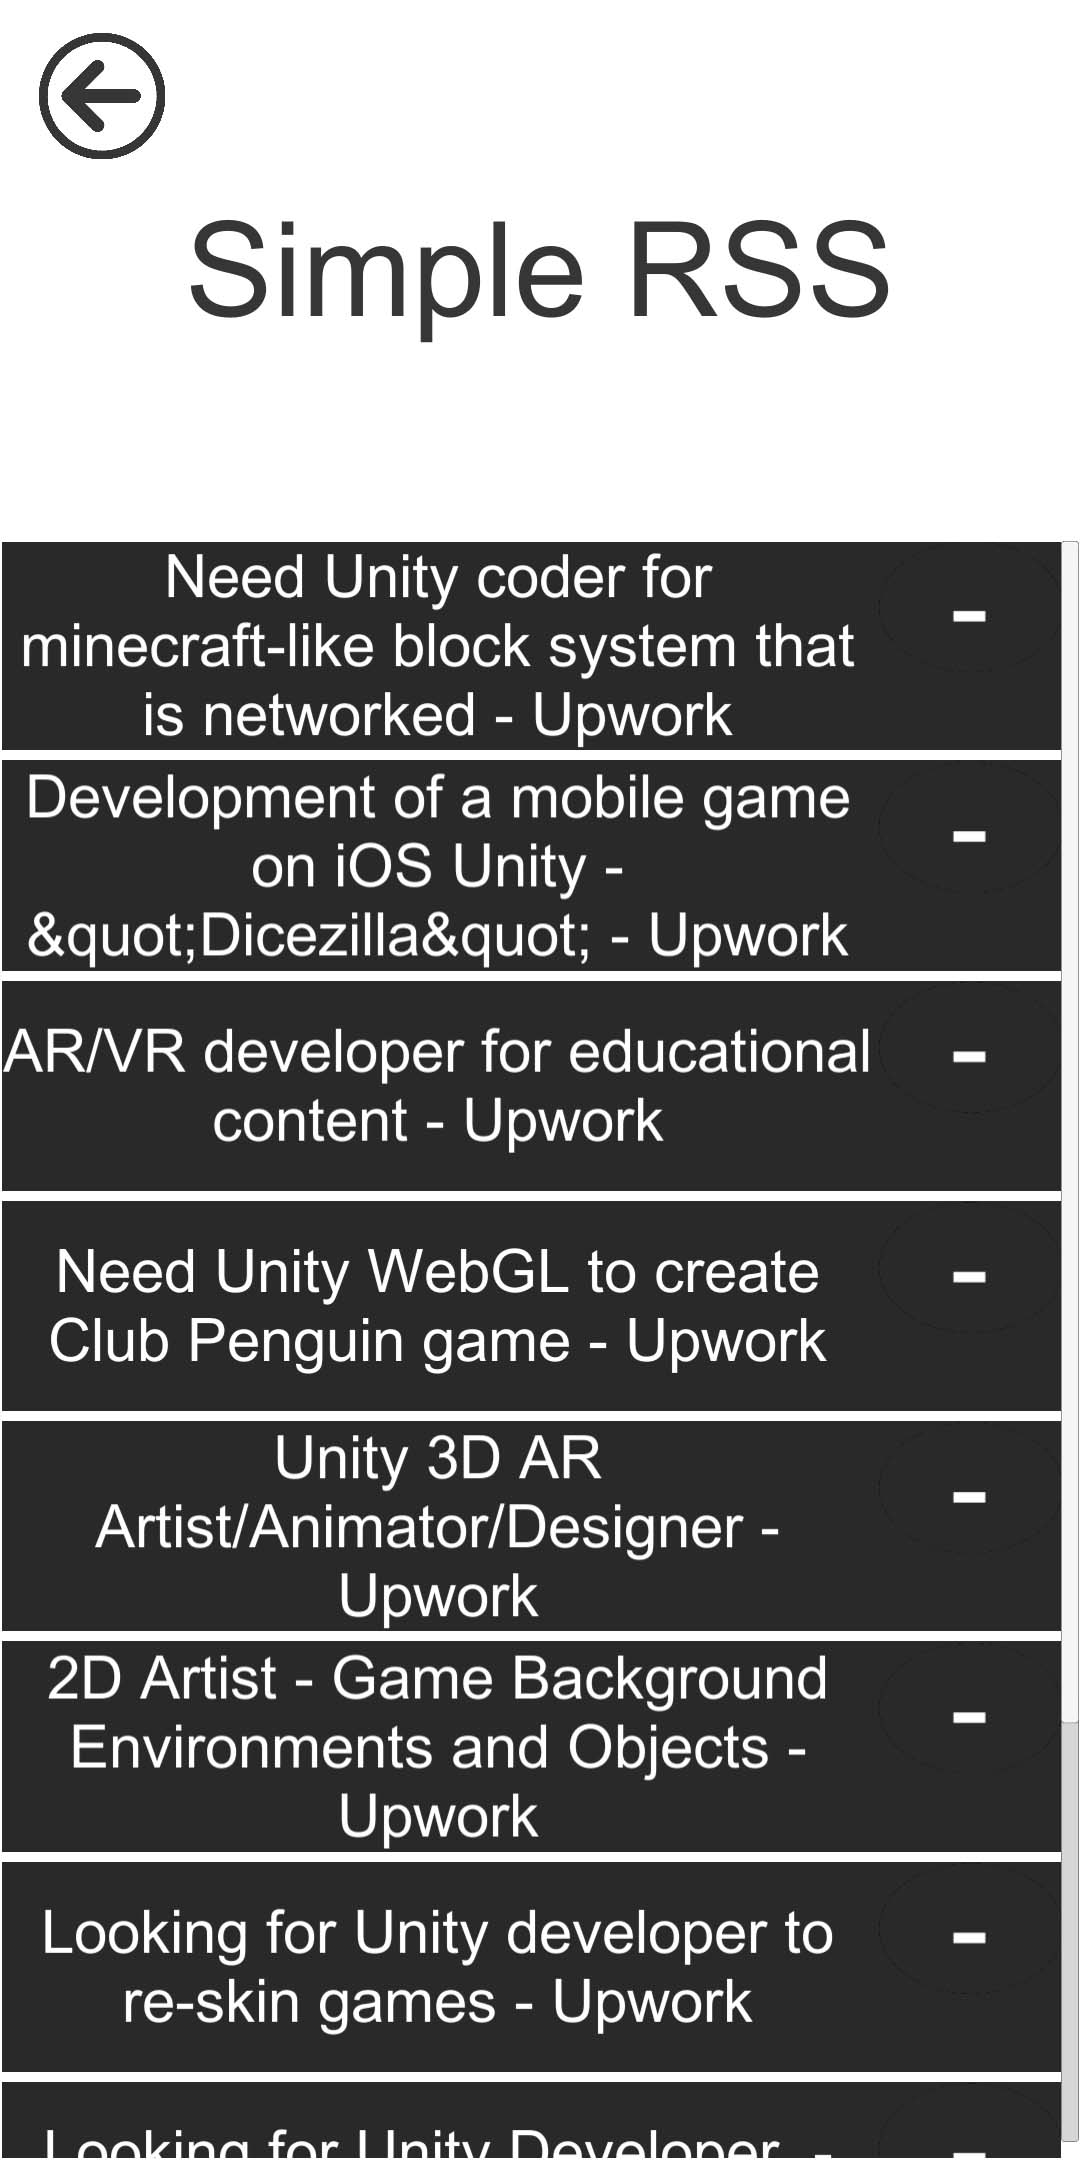 Simple RSS
Need Unity coder for
minecraft-like block system that
is networked - Upwork
-
Development of a mobile game
on iOS Unity -
&quot;Dicezilla&quot; - Upwork
-
AR/VR developer for educational
content - Upwork
-
Need Unity WebGL to create
Club Penguin game - Upwork
-
Unity 3D AR
Artist/Animator/Designer -
Upwork
-
2D Artist - Game Background
Environments and Objects -
Upwork
-
Looking for Unity developer to
re-skin games - Upwork
-
Looking for Unity Developer -
-